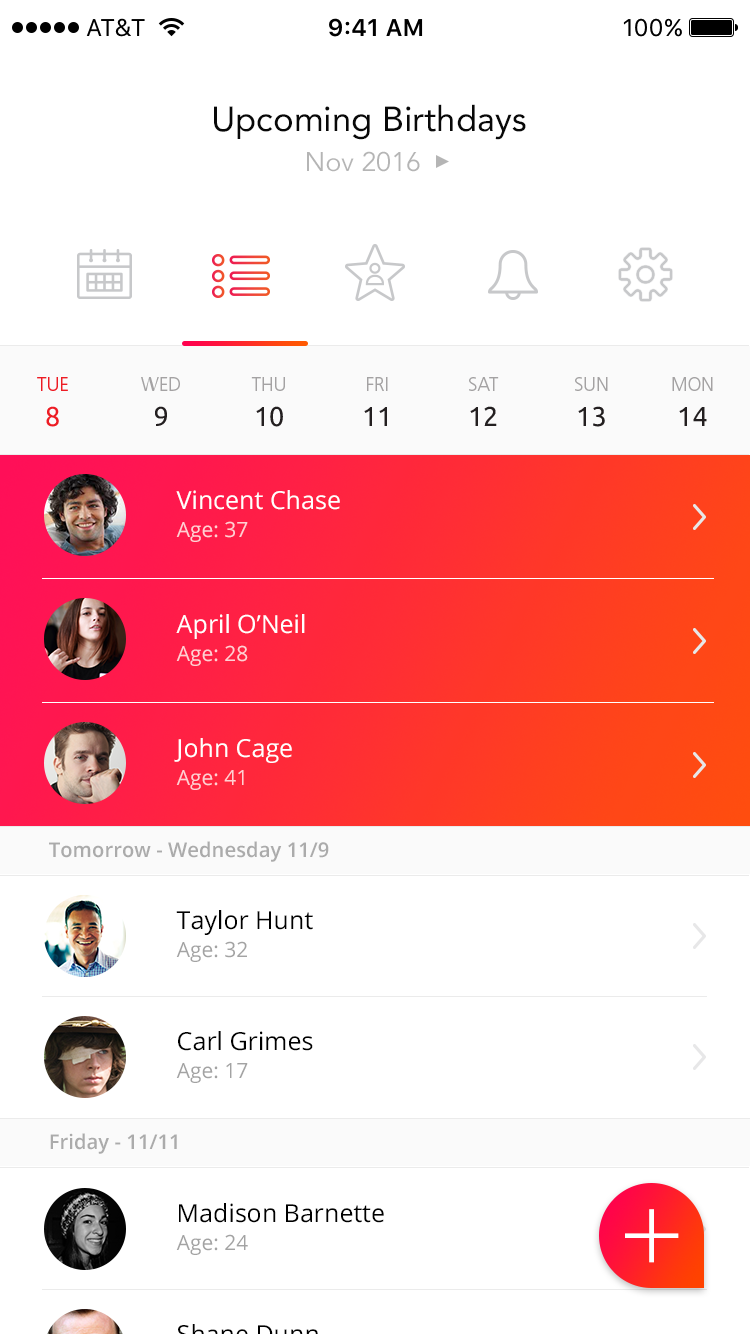 AT&T 9:41 AM 100%
Upcoming Birthdays
Nov 2016
TUE WED THU FRI SAT SUN MON
8 9 10 11 12 13 14
Vincent Chase
Age: 37
April O’Neil
Age: 28
John Cage
Age: 41
Tomorrow - Wednesday 11/9
Taylor Hunt
Age: 32
Carl Grimes
Age: 17
Friday - 11/11
Madison Barnette
Age: 24
Shane Dunn